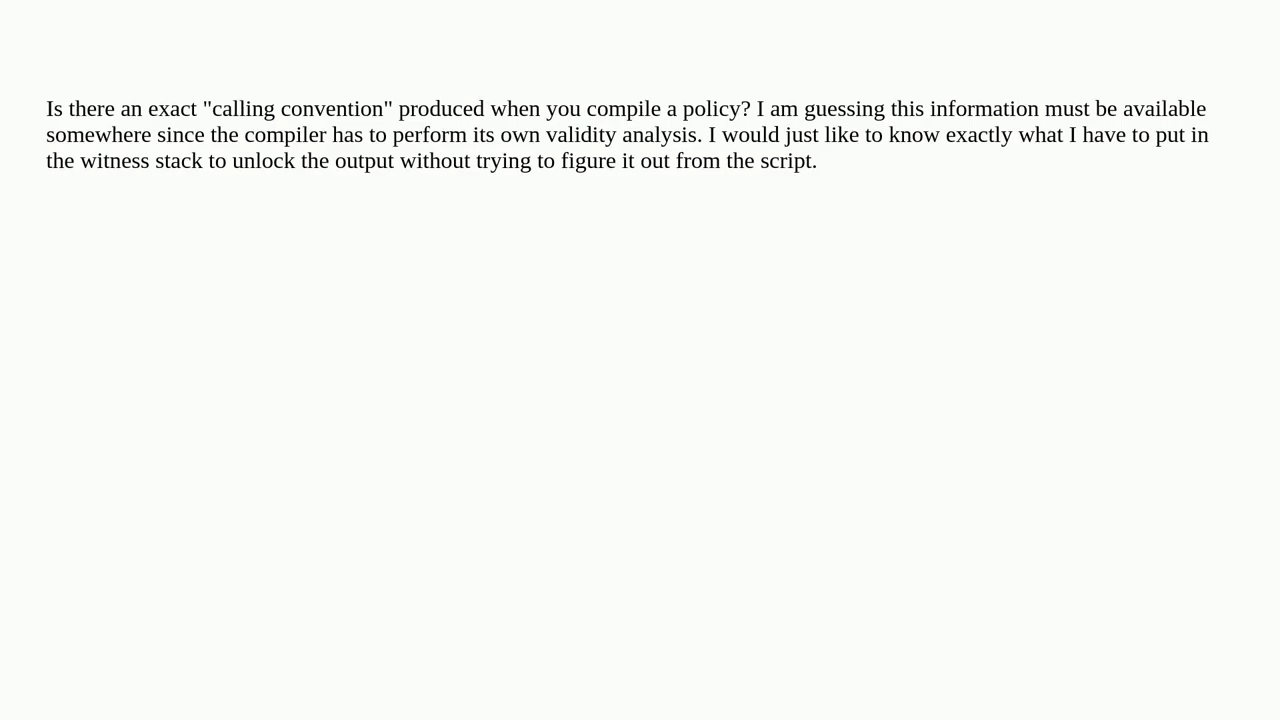 Is there an exact "calling convention" produced when you compile a policy? I am guessing this information must be available
somewhere since the compiler has to perform its own validity analysis. I would just like to know exactly what I have to put in
the witness stack to unlock the output without trying to figure it out from the script.